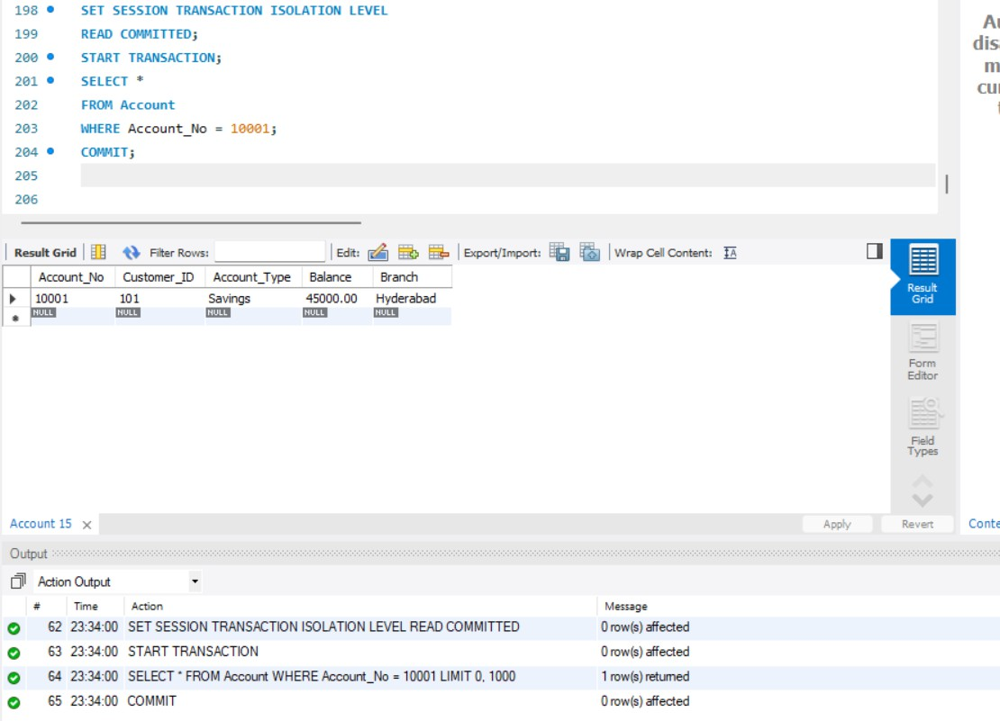 198 SET SESSION TRANSACTION ISOLATION LEVEL
199 READ COMMITTED;
200 START TRANSACTION;
201 SELECT *
202 FROM Account
203 WHERE Account_No = 10001;
204 COMMIT;
205
206
Result Grid Filter Rows: Edit: Export/Import: Wrap Cell Content: IA
Account_No Customer_ID Account_Type Balance Branch
10001 101 Savings 45000.00 Hyderabad
NULL NULL NULL NULL NULL
Result
Grid
Form
Editor
Field
Types
Account 15 Apply Revert
Output
Action Output
# Time Action Message
62 23:34:00 SET SESSION TRANSACTION ISOLATION LEVEL READ COMMITTED 0 row(s) affected
63 23:34:00 START TRANSACTION 0 row(s) affected
64 23:34:00 SELECT * FROM Account WHERE Account_No = 10001 LIMIT 0, 1000 1 row(s) returned
65 23:34:00 COMMIT 0 row(s) affected